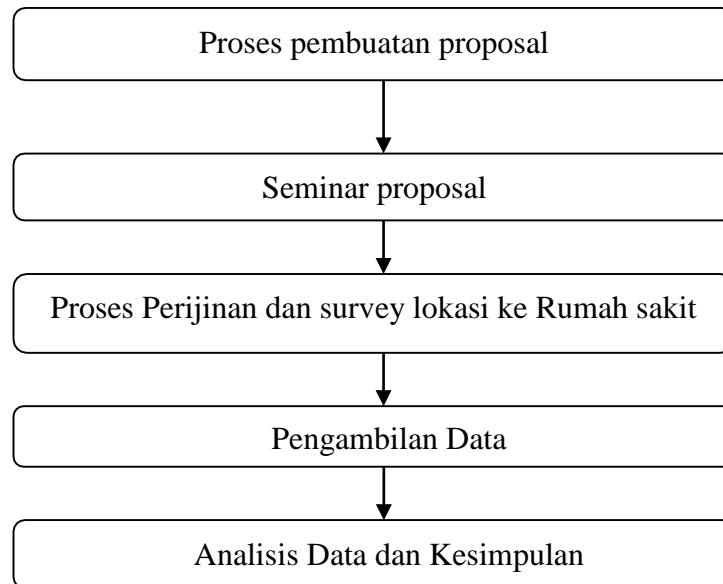 Proses pembuatan proposal
Seminar proposal
Proses Perijinan dan survey lokasi ke Rumah sakit
Pengambilan Data
Analisis Data dan Kesimpulan